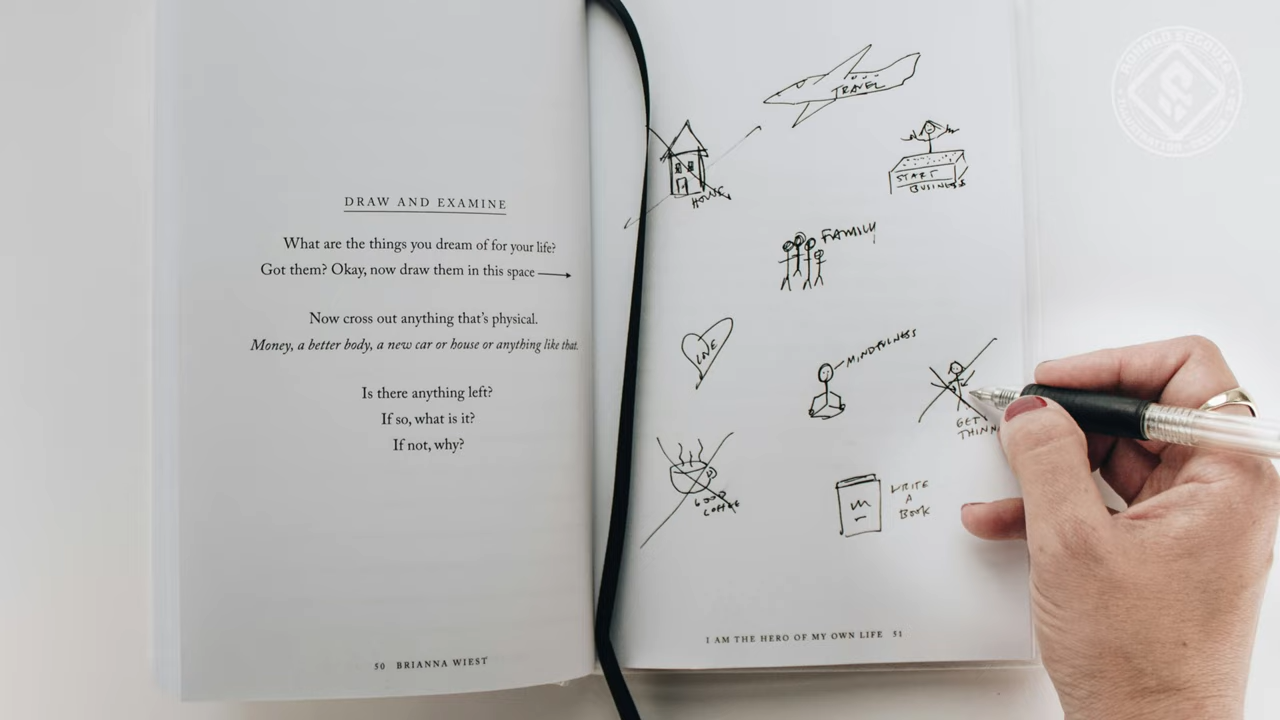 DRAW AND EXAMINE
What are the things you dream of for your life?
Got them? Okay, now draw them in this space
Now cross out anything that's physical.
Money, a better body, a new car or house or anything like that.
Is there anything left?
If so, what is it?
If not, why?
50 BRIANNA WIEST
TRAVEL
HOUSE
START
BUSINESS
FAMILY
LOVE
MINDFULNESS
GET
GOOD
COFFEE
WRITE
A
BOOK
I AM THE HERO OF MY OWN LIFE 51